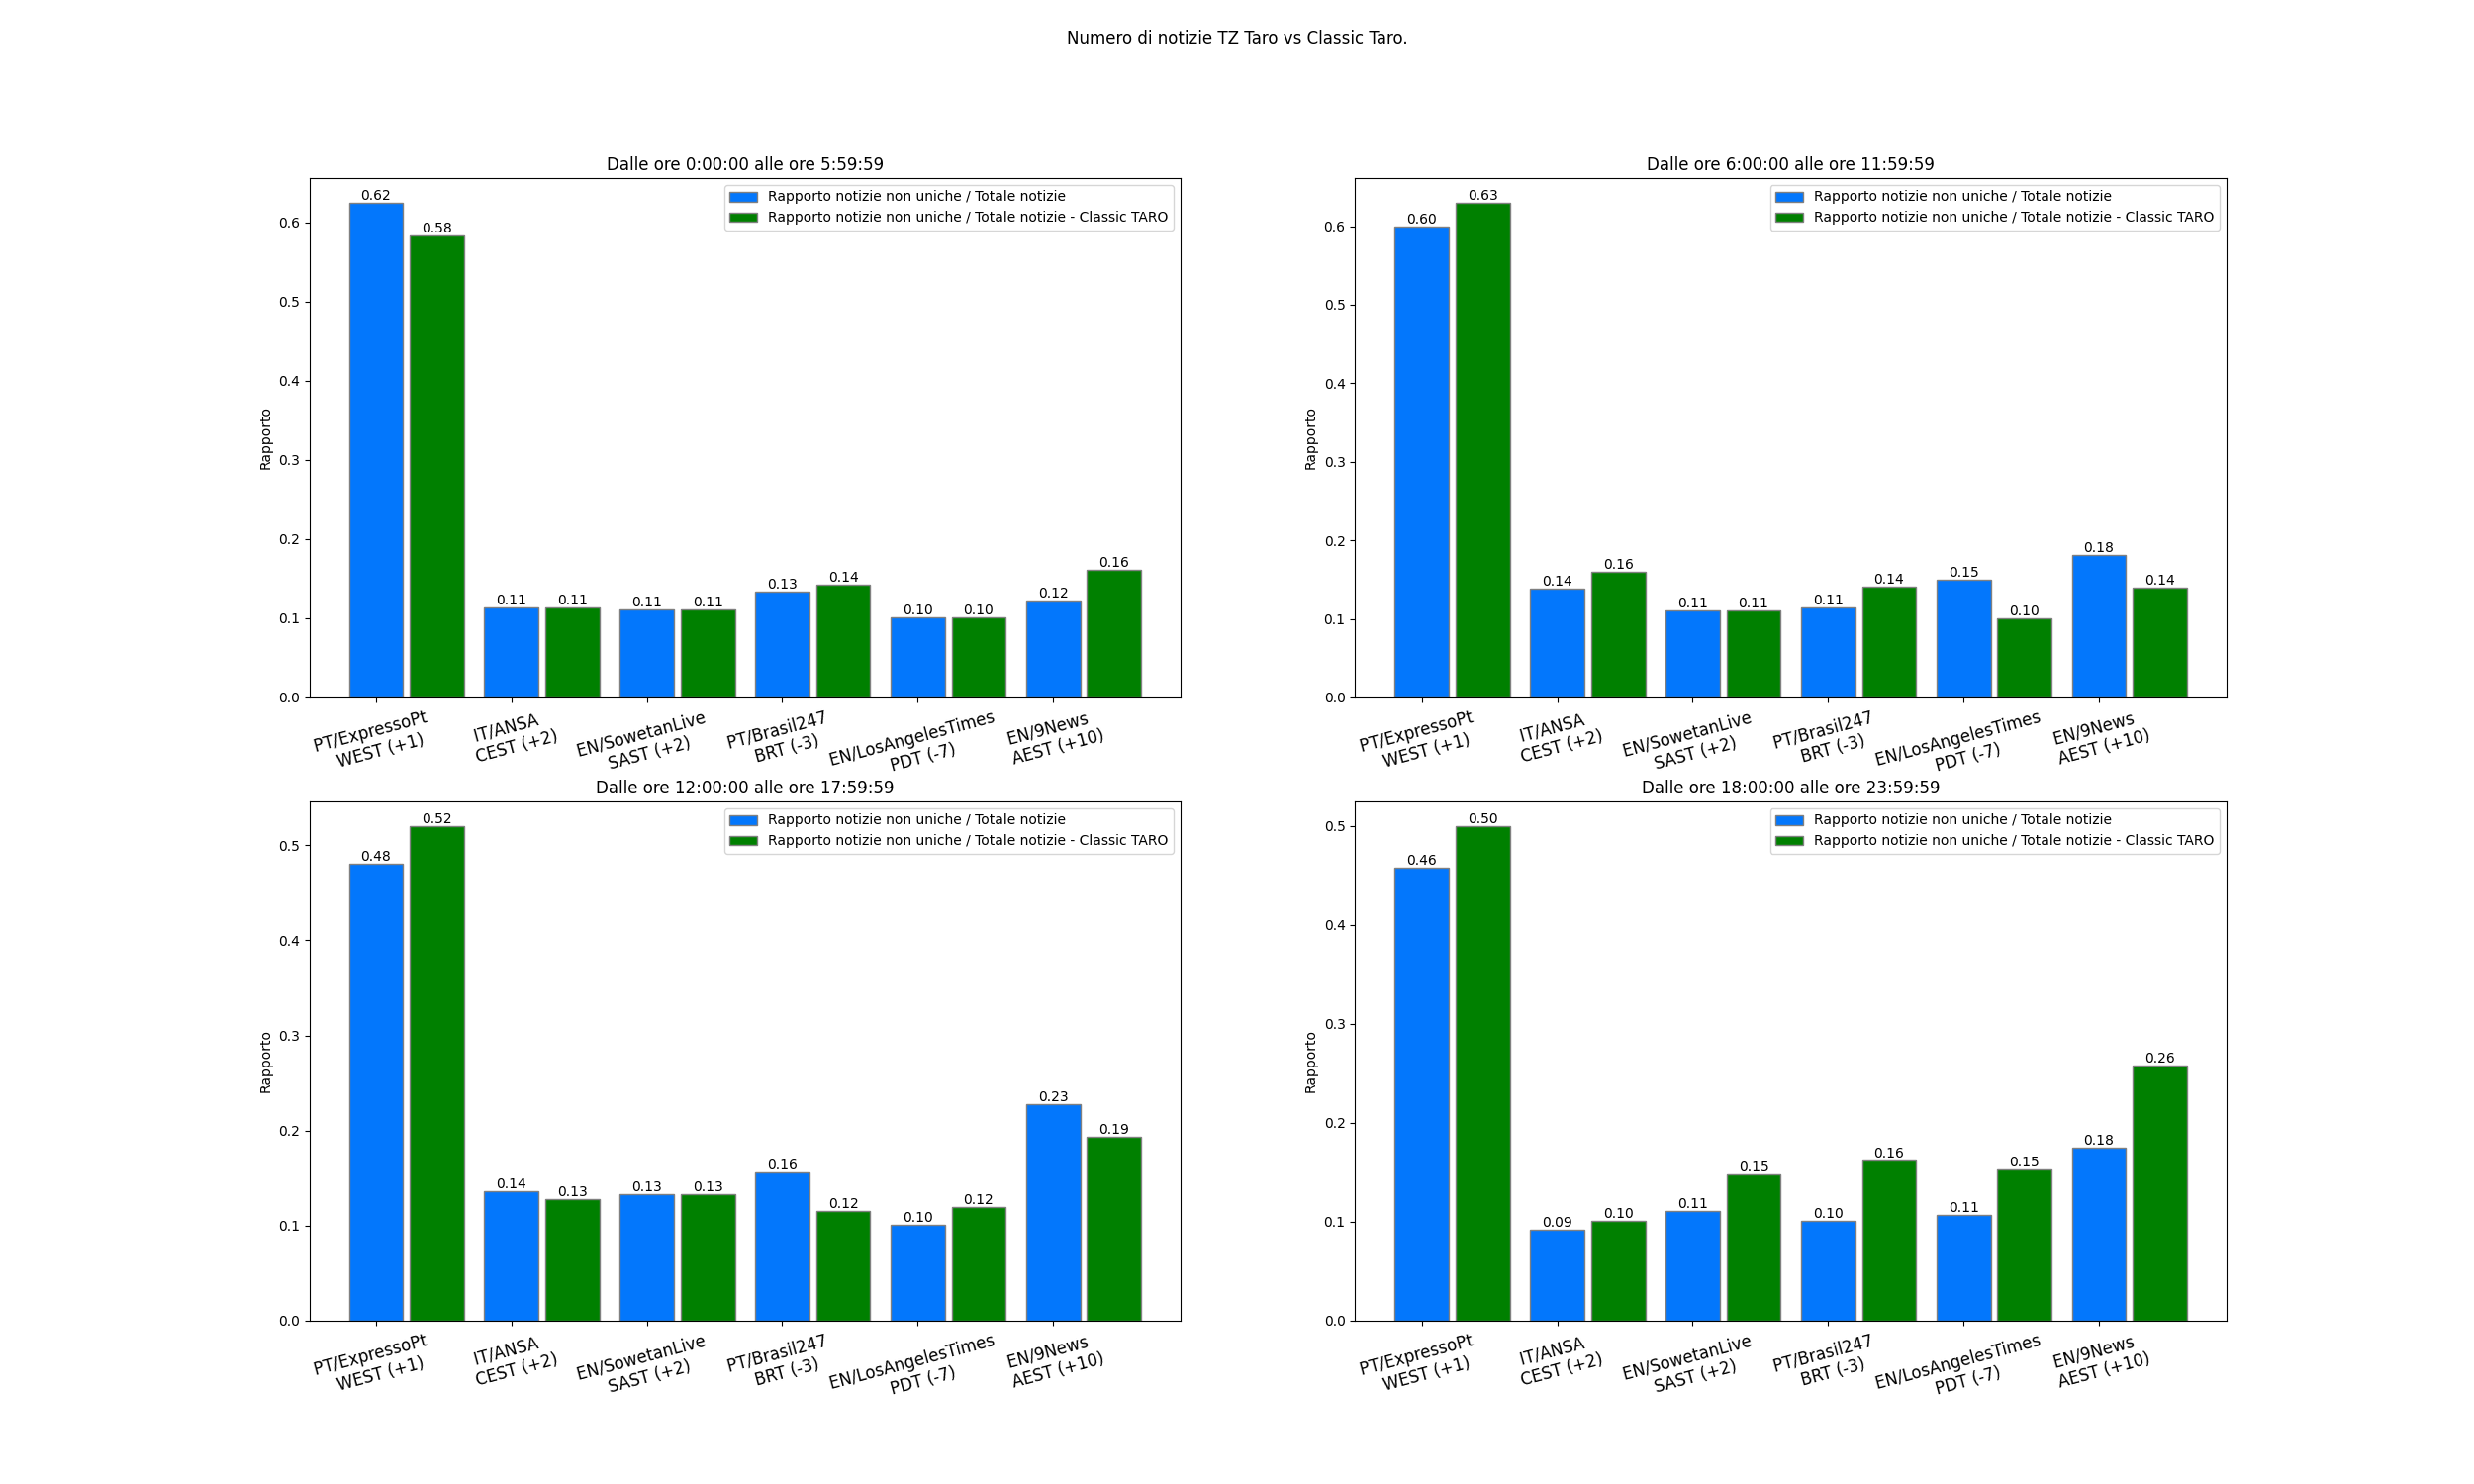 Numero di notizie TZ Taro vs Classic Taro.
Dalle ore 0:00:00 alle ore 5:59:59
Rapporto notizie non uniche / Totale notizie
Rapporto notizie non uniche / Totale notizie - Classic TARO
Rapporto
0.6
0.5
0.4
0.3
0.2
0.1
0.0
0.62
0.58
0.11
0.11
0.11
0.11
0.13
0.14
0.10
0.10
0.12
0.16
PT/ExpressoPt
WEST (+1)
IT/ANSA
CEST (+2)
EN/SowetanLive
SAST (+2)
PT/Brasil247
BRT (-3)
EN/LosAngelesTimes
PDT (-7)
EN/9News
AEST (+10)
Dalle ore 6:00:00 alle ore 11:59:59
Rapporto notizie non uniche / Totale notizie
Rapporto notizie non uniche / Totale notizie - Classic TARO
Rapporto
0.6
0.5
0.4
0.3
0.2
0.1
0.0
0.60
0.63
0.14
0.16
0.11
0.11
0.11
0.14
0.15
0.10
0.18
0.14
PT/ExpressoPt
WEST (+1)
IT/ANSA
CEST (+2)
EN/SowetanLive
SAST (+2)
PT/Brasil247
BRT (-3)
EN/LosAngelesTimes
PDT (-7)
EN/9News
AEST (+10)
Dalle ore 12:00:00 alle ore 17:59:59
Rapporto notizie non uniche / Totale notizie
Rapporto notizie non uniche / Totale notizie - Classic TARO
Rapporto
0.5
0.4
0.3
0.2
0.1
0.0
0.48
0.52
0.14
0.13
0.13
0.13
0.16
0.12
0.10
0.12
0.23
0.19
PT/ExpressoPt
WEST (+1)
IT/ANSA
CEST (+2)
EN/SowetanLive
SAST (+2)
PT/Brasil247
BRT (-3)
EN/LosAngelesTimes
PDT (-7)
EN/9News
AEST (+10)
Dalle ore 18:00:00 alle ore 23:59:59
Rapporto notizie non uniche / Totale notizie
Rapporto notizie non uniche / Totale notizie - Classic TARO
Rapporto
0.5
0.4
0.3
0.2
0.1
0.0
0.46
0.50
0.09
0.10
0.11
0.15
0.10
0.16
0.11
0.15
0.18
0.26
PT/ExpressoPt
WEST (+1)
IT/ANSA
CEST (+2)
EN/SowetanLive
SAST (+2)
PT/Brasil247
BRT (-3)
EN/LosAngelesTimes
PDT (-7)
EN/9News
AEST (+10)